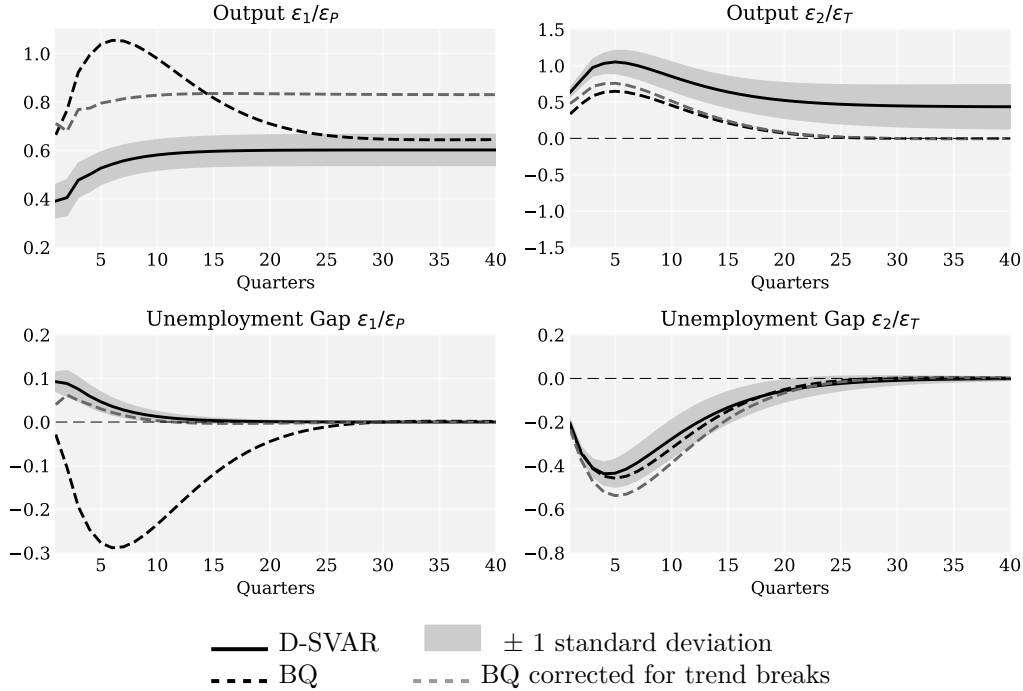 Output ε₁/ε_P
1.0
0.8
0.6
0.4
0.2
5 10 15 20 25 30 35 40
Quarters
Output ε₂/ε_T
1.5
1.0
0.5
0.0
−0.5
−1.0
−1.5
5 10 15 20 25 30 35 40
Quarters
Unemployment Gap ε₁/ε_P
0.2
0.1
0.0
−0.1
−0.2
−0.3
5 10 15 20 25 30 35 40
Quarters
Unemployment Gap ε₂/ε_T
0.2
0.0
−0.2
−0.4
−0.6
−0.8
5 10 15 20 25 30 35 40
Quarters
D-SVAR ± 1 standard deviation
BQ BQ corrected for trend breaks